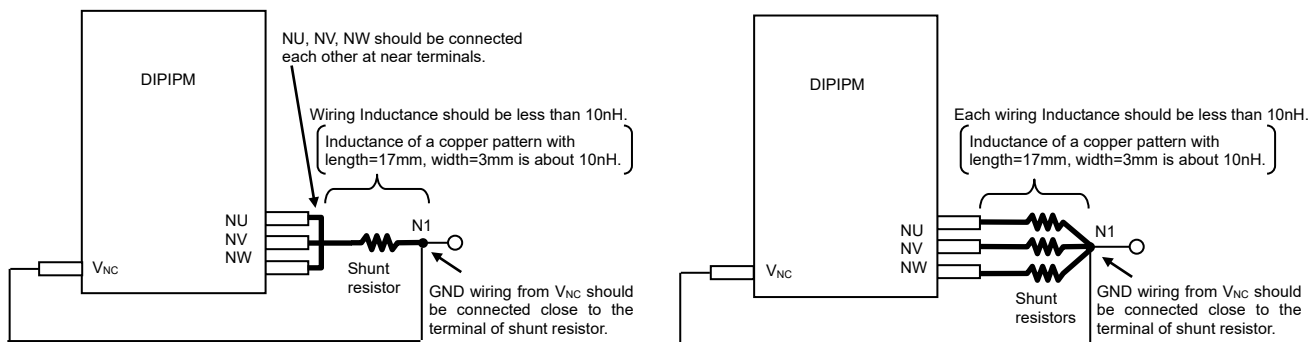 NU, NV, NW should be connected
each other at near terminals.
DIPIPM
Wiring Inductance should be less than 10nH.
Inductance of a copper pattern with
length=17mm, width=3mm is about 10nH.
NU
NV
NW
N1
VNC
Shunt
resistor
GND wiring from VNC should
be connected close to the
terminal of shunt resistor.
DIPIPM
Each wiring Inductance should be less than 10nH.
Inductance of a copper pattern with
length=17mm, width=3mm is about 10nH.
NU
NV
NW
N1
VNC
Shunt
resistors
GND wiring from VNC should
be connected close to the
terminal of shunt resistor.